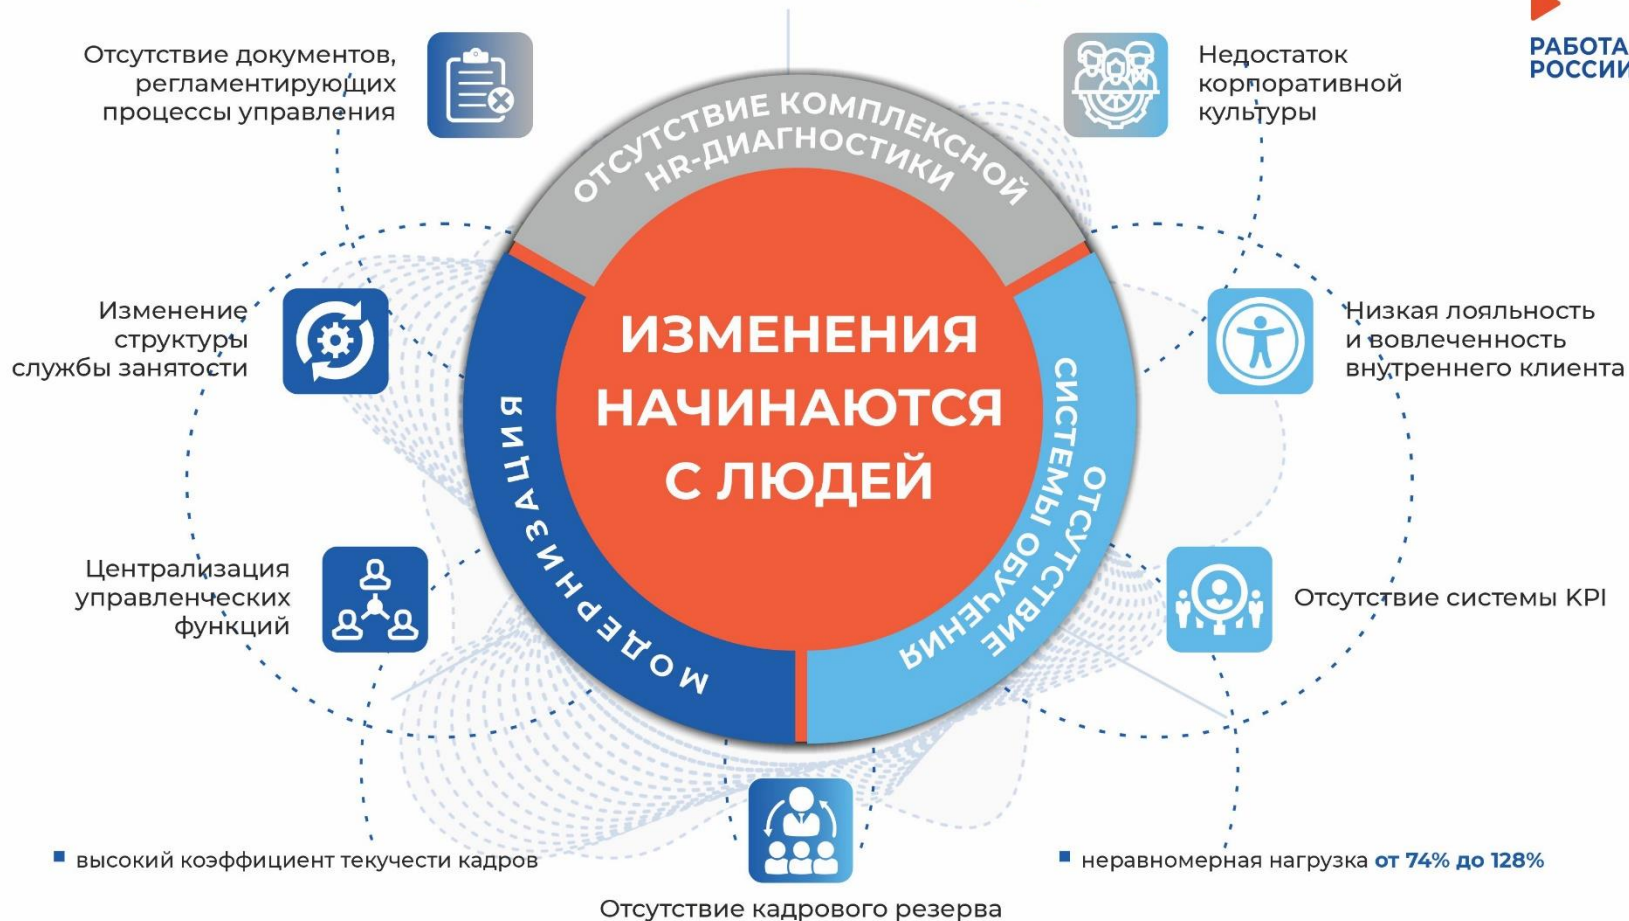 РАБОТА
РОССИИ
Отсутствие документов,
регламентирующих
процессы управления
Недостаток
корпоративной
культуры
ОТСУТСТВИЕ КОМПЛЕКСНОЙ
HR-ДИАГНОСТИКИ
Изменение
структуры
службы занятости
ИЗМЕНЕНИЯ
НАЧИНАЮТСЯ
С ЛЮДЕЙ
Низкая лояльность
и вовлеченность
внутреннего клиента
МОДЕРНИЗАЦИЯ
ОТСУТСТВИЕ
СИСТЕМЫ ОБУЧЕНИЯ
Централизация
управленческих
функций
Отсутствие системы KPI
высокий коэффициент текучести кадров
неравномерная нагрузка от 74% до 128%
Отсутствие кадрового резерва